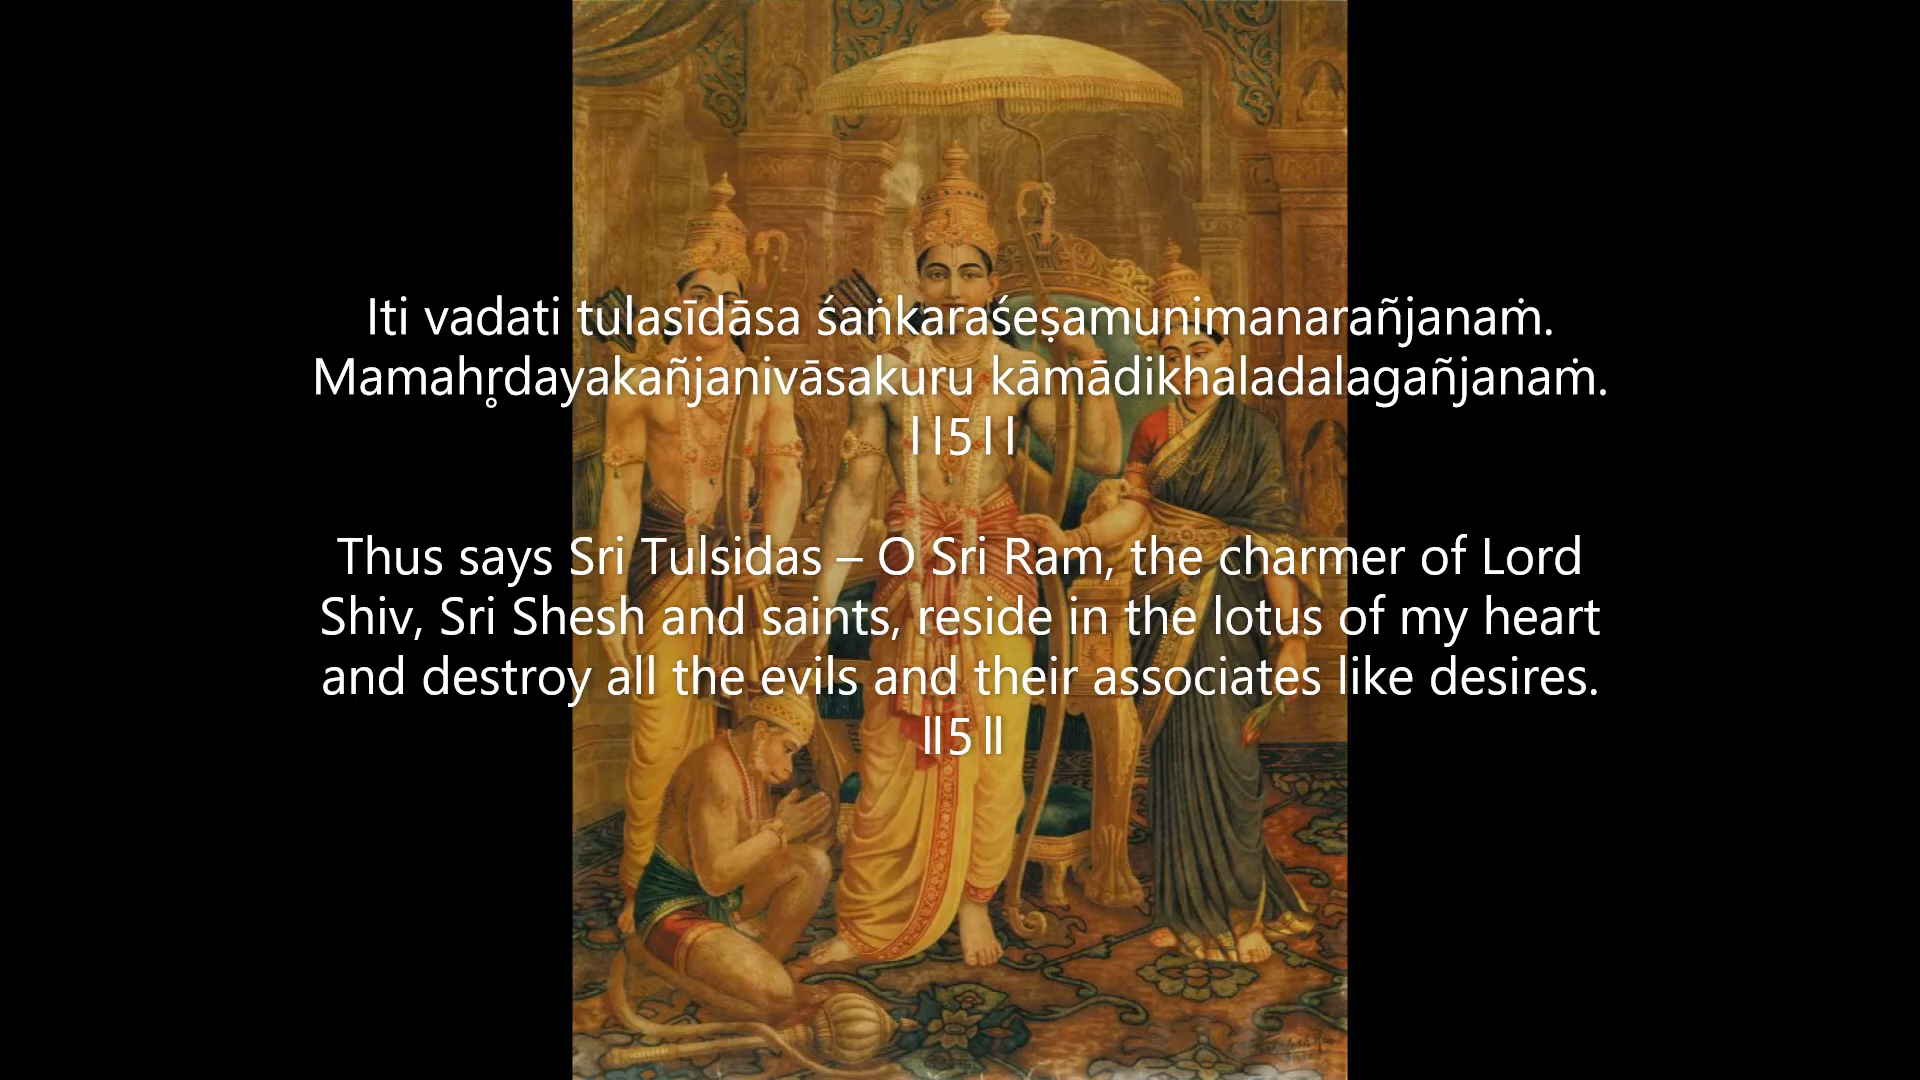 Iti vadati tulasīdāsa śaṅkaraśeṣamunimanarañjanaṁ.
Mamahr̥dayakañjanivāsakuru kāmādikhaladalagañjanaṁ.
।।5।।
Thus says Sri Tulsidas – O Sri Ram, the charmer of Lord
Shiv, Sri Shesh and saints, reside in the lotus of my heart
and destroy all the evils and their associates like desires.
॥5॥